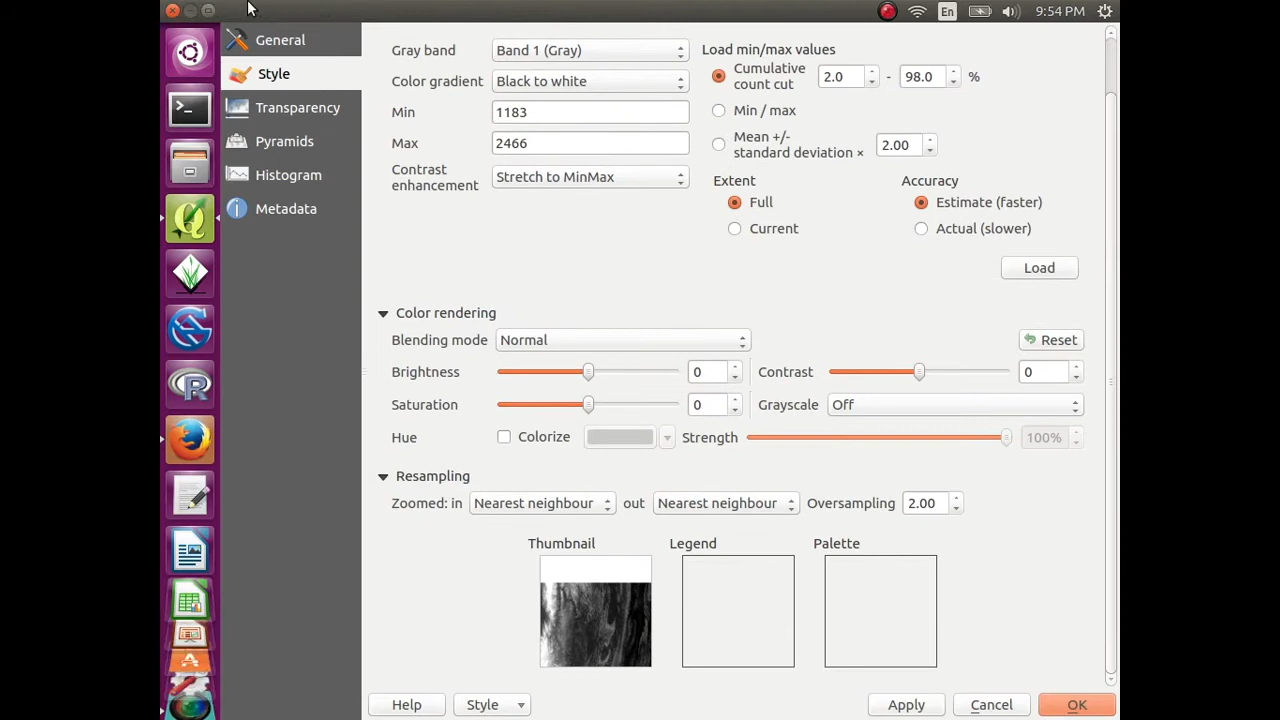 En 9:54 PM
General
Style
Transparency
Pyramids
Histogram
Metadata
Gray band Band 1 (Gray)
Color gradient Black to white
Min 1183
Max 2466
Contrast enhancement Stretch to MinMax
Load min/max values
Cumulative count cut 2.0 - 98.0 %
Min / max
Mean +/- standard deviation × 2.00
Extent
Full
Current
Accuracy
Estimate (faster)
Actual (slower)
Load
Color rendering
Blending mode Normal Reset
Brightness 0 Contrast 0
Saturation 0 Grayscale Off
Hue Colorize Strength 100%
Resampling
Zoomed: in Nearest neighbour out Nearest neighbour Oversampling 2.00
Thumbnail Legend Palette
Help Style Apply Cancel OK